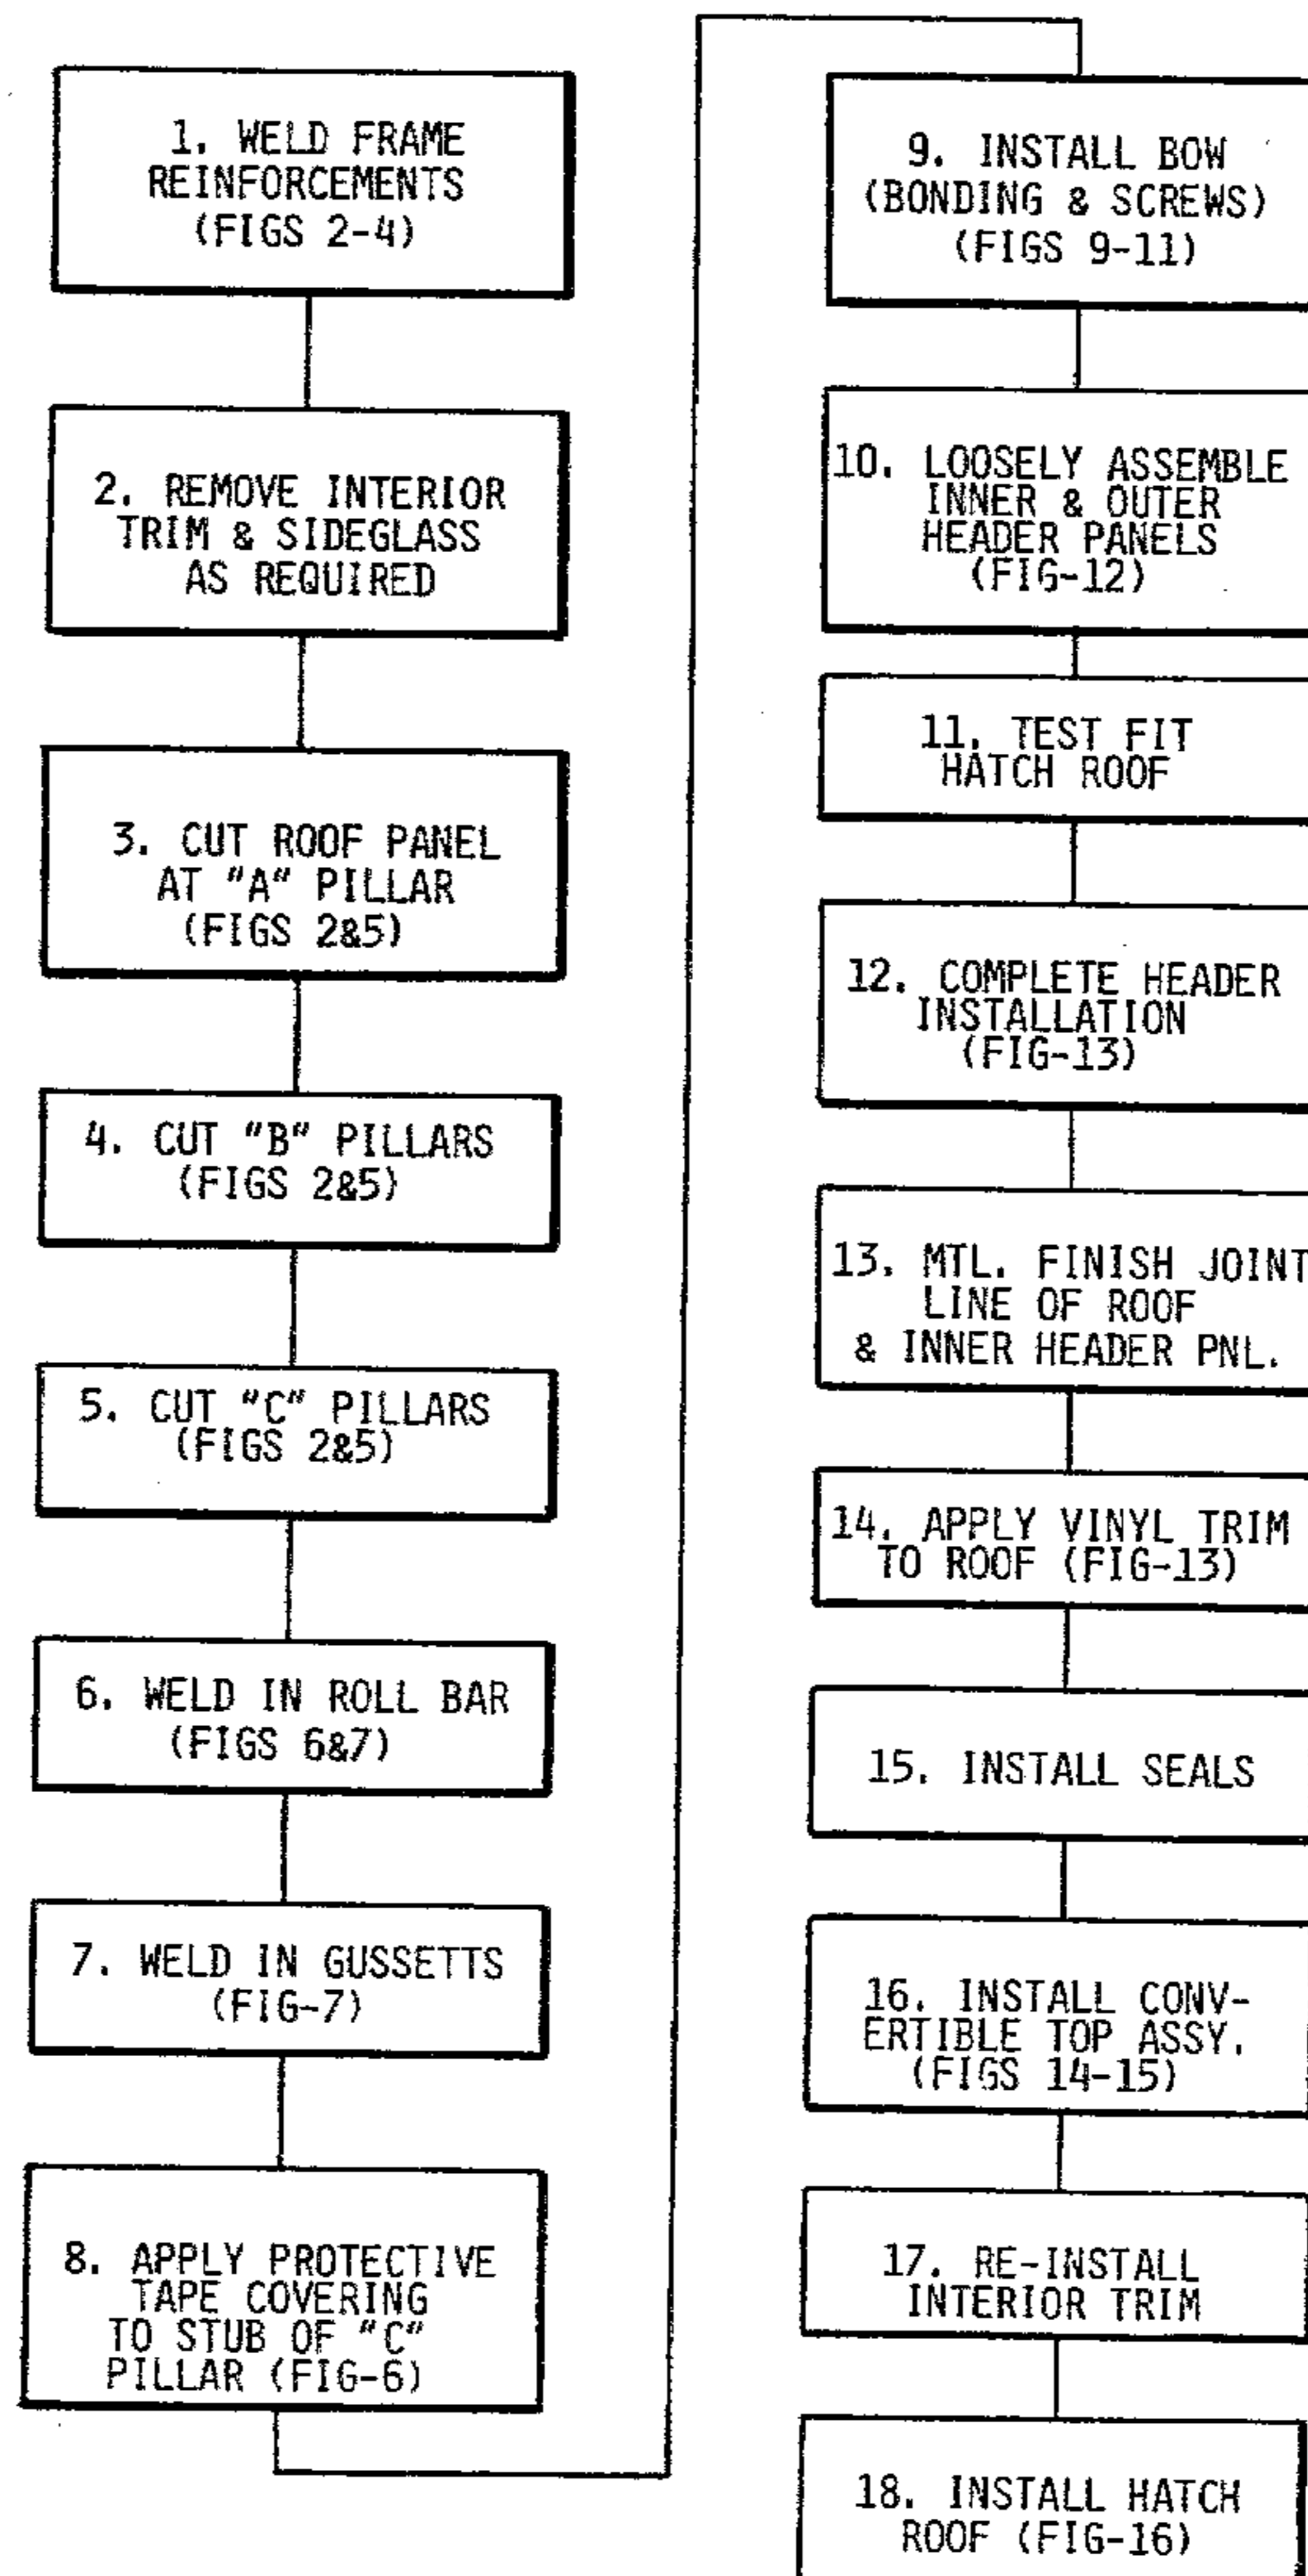 1. WELD FRAME
REINFORCEMENTS
(FIGS 2-4)
2. REMOVE INTERIOR
TRIM & SIDEGLASS
AS REQUIRED
3. CUT ROOF PANEL
AT "A" PILLAR
(FIGS 2&5)
4. CUT "B" PILLARS
(FIGS 2&5)
5. CUT "C" PILLARS
(FIGS 2&5)
6. WELD IN ROLL BAR
(FIGS 6&7)
7. WELD IN GUSSETTS
(FIG-7)
8. APPLY PROTECTIVE
TAPE COVERING
TO STUB OF "C"
PILLAR (FIG-6)
9. INSTALL BOW
(BONDING & SCREWS)
(FIGS 9-11)
10. LOOSELY ASSEMBLE
INNER & OUTER
HEADER PANELS
(FIG-12)
11. TEST FIT
HATCH ROOF
12. COMPLETE HEADER
INSTALLATION
(FIG-13)
13. MTL. FINISH JOINT
LINE OF ROOF
& INNER HEADER PNL.
14. APPLY VINYL TRIM
TO ROOF (FIG-13)
15. INSTALL SEALS
16. INSTALL CONV-
ERTIBLE TOP ASSY.
(FIGS 14-15)
17. RE-INSTALL
INTERIOR TRIM
18. INSTALL HATCH
ROOF (FIG-16)